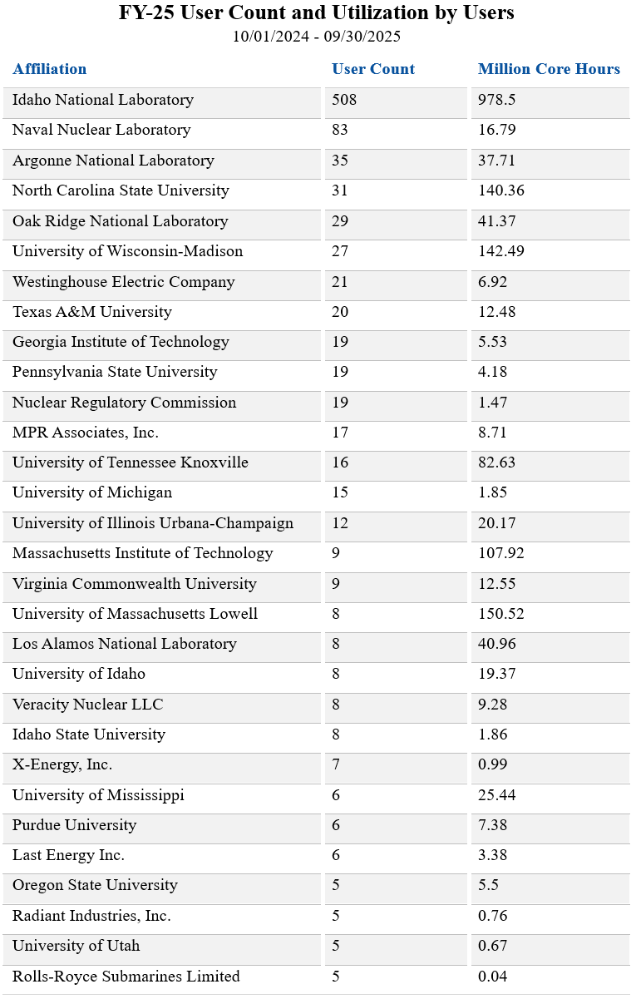 FY-25 User Count and Utilization by Users
10/01/2024 - 09/30/2025
Affiliation User Count Million Core Hours
Idaho National Laboratory 508 978.5
Naval Nuclear Laboratory 83 16.79
Argonne National Laboratory 35 37.71
North Carolina State University 31 140.36
Oak Ridge National Laboratory 29 41.37
University of Wisconsin-Madison 27 142.49
Westinghouse Electric Company 21 6.92
Texas A&M University 20 12.48
Georgia Institute of Technology 19 5.53
Pennsylvania State University 19 4.18
Nuclear Regulatory Commission 19 1.47
MPR Associates, Inc. 17 8.71
University of Tennessee Knoxville 16 82.63
University of Michigan 15 1.85
University of Illinois Urbana-Champaign 12 20.17
Massachusetts Institute of Technology 9 107.92
Virginia Commonwealth University 9 12.55
University of Massachusetts Lowell 8 150.52
Los Alamos National Laboratory 8 40.96
University of Idaho 8 19.37
Veracity Nuclear LLC 8 9.28
Idaho State University 8 1.86
X-Energy, Inc. 7 0.99
University of Mississippi 6 25.44
Purdue University 6 7.38
Last Energy Inc. 6 3.38
Oregon State University 5 5.5
Radiant Industries, Inc. 5 0.76
University of Utah 5 0.67
Rolls-Royce Submarines Limited 5 0.04